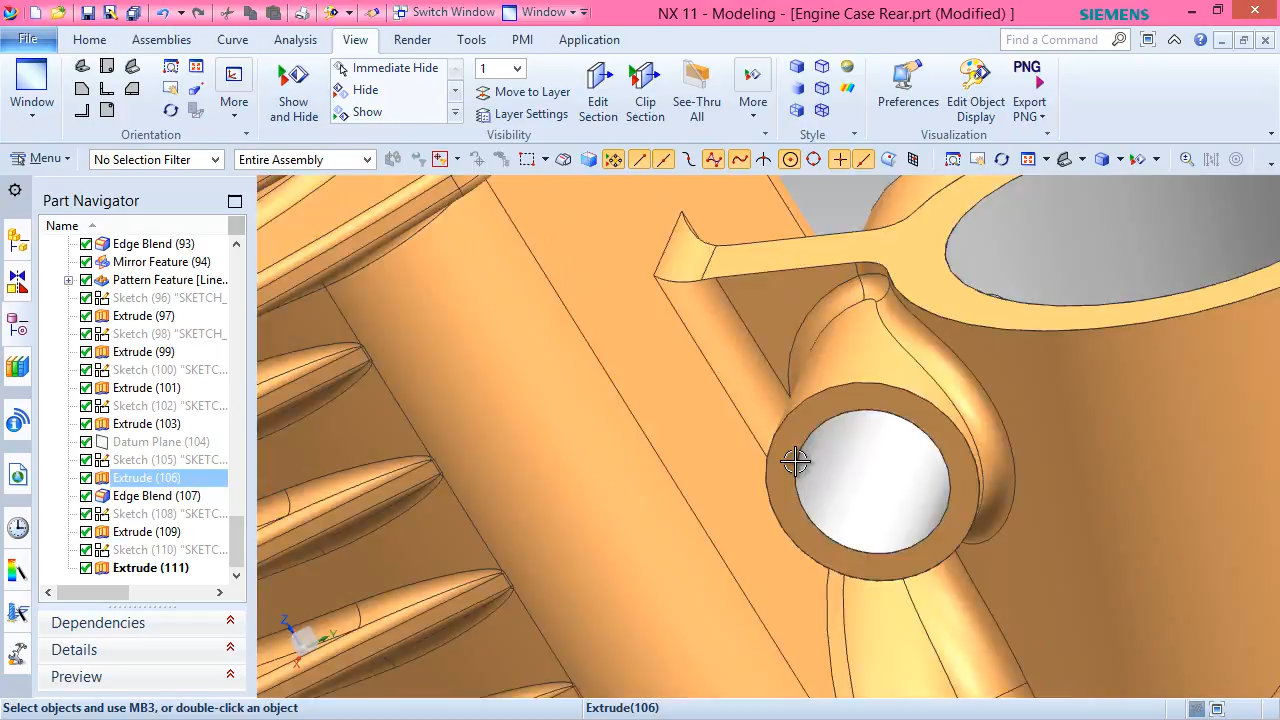 Switch Window Window NX 11 - Modeling - [Engine Case Rear.prt (Modified) ] SIEMENS
File Home Assemblies Curve Analysis View Render Tools PMI Application Find a Command
Window
More
Orientation
Show and Hide
Immediate Hide
Hide
Show
1
Move to Layer
Layer Settings
Visibility
Edit Section
Clip Section
See-Thru All
More
Style
Preferences
Edit Object Display
PNG
Export PNG
Visualization
Menu No Selection Filter Entire Assembly
Part Navigator
Name
Edge Blend (93)
Mirror Feature (94)
Pattern Feature [Line...
Sketch (96) "SKETCH_
Extrude (97)
Sketch (98) "SKETCH_
Extrude (99)
Sketch (100) "SKETC...
Extrude (101)
Sketch (102) "SKETC...
Extrude (103)
Datum Plane (104)
Sketch (105) "SKETC...
Extrude (106)
Edge Blend (107)
Sketch (108) "SKETC...
Extrude (109)
Sketch (110) "SKETC...
Extrude (111)
Dependencies
Details
Preview
Z
Y
X
Select objects and use MB3, or double-click an object Extrude(106)